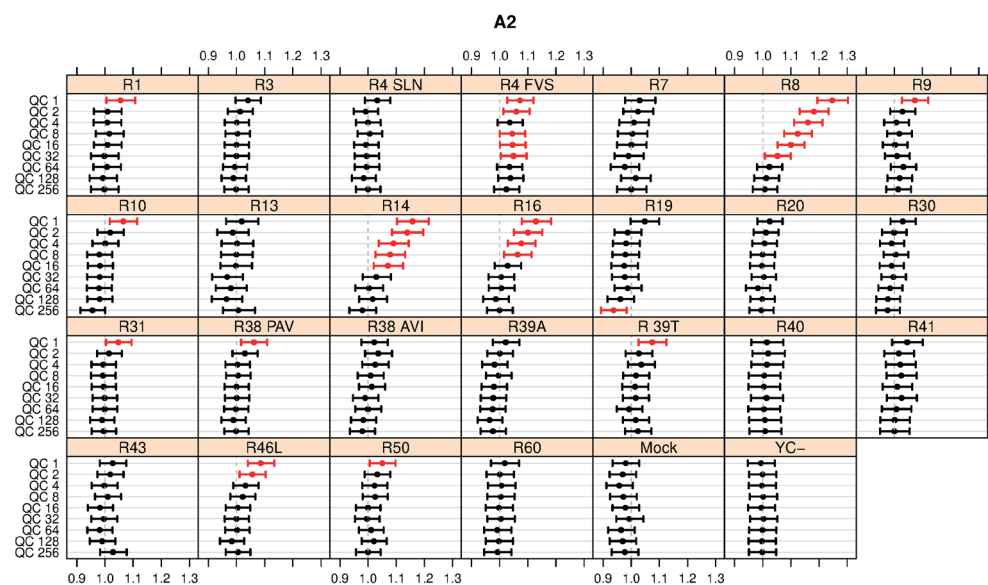 A2
0.9 1.0 1.1 1.2 1.3 0.9 1.0 1.1 1.2 1.3 0.9 1.0 1.1 1.2 1.3
R1 R3 R4 SLN R4 FVS R7 R8 R9
QC 1
QC 2
QC 4
QC 8
QC 16
QC 32
QC 64
QC 128
QC 256
R10 R13 R14 R16 R19 R20 R30
QC 1
QC 2
QC 4
QC 8
QC 16
QC 32
QC 64
QC 128
QC 256
R31 R38 PAV R38 AVI R39A R 39T R40 R41
QC 1
QC 2
QC 4
QC 8
QC 16
QC 32
QC 64
QC 128
QC 256
R43 R46L R50 R60 Mock YC–
QC 1
QC 2
QC 4
QC 8
QC 16
QC 32
QC 64
QC 128
QC 256
0.9 1.0 1.1 1.2 1.3 0.9 1.0 1.1 1.2 1.3 0.9 1.0 1.1 1.2 1.3